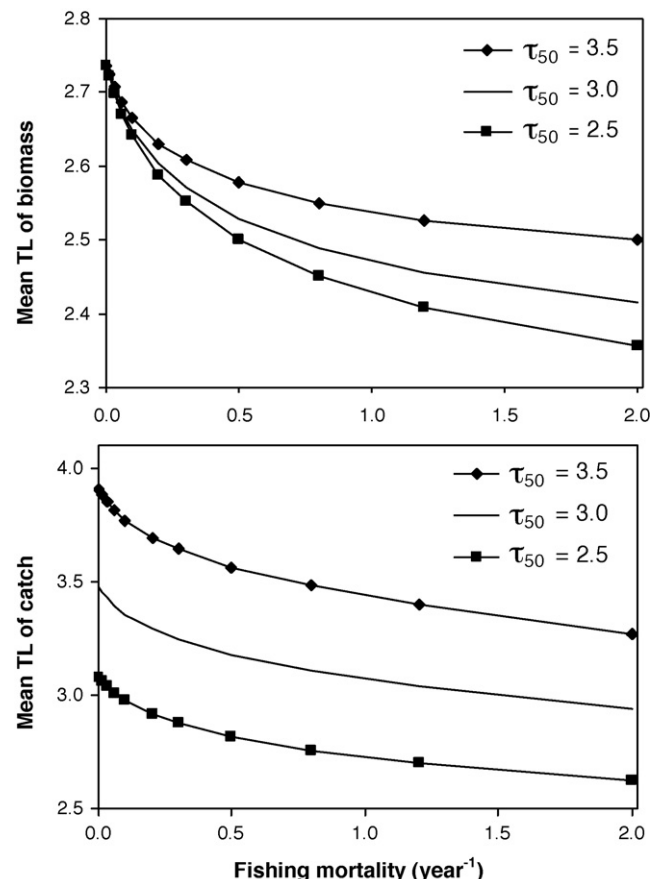 Mean TL of biomass
2.8
2.7
2.6
2.5
2.4
2.3
0.0 0.5 1.0 1.5 2.0
τ50 = 3.5
τ50 = 3.0
τ50 = 2.5
Mean TL of catch
4.0
3.5
3.0
2.5
0.0 0.5 1.0 1.5 2.0
τ50 = 3.5
τ50 = 3.0
τ50 = 2.5
Fishing mortality (year-1)